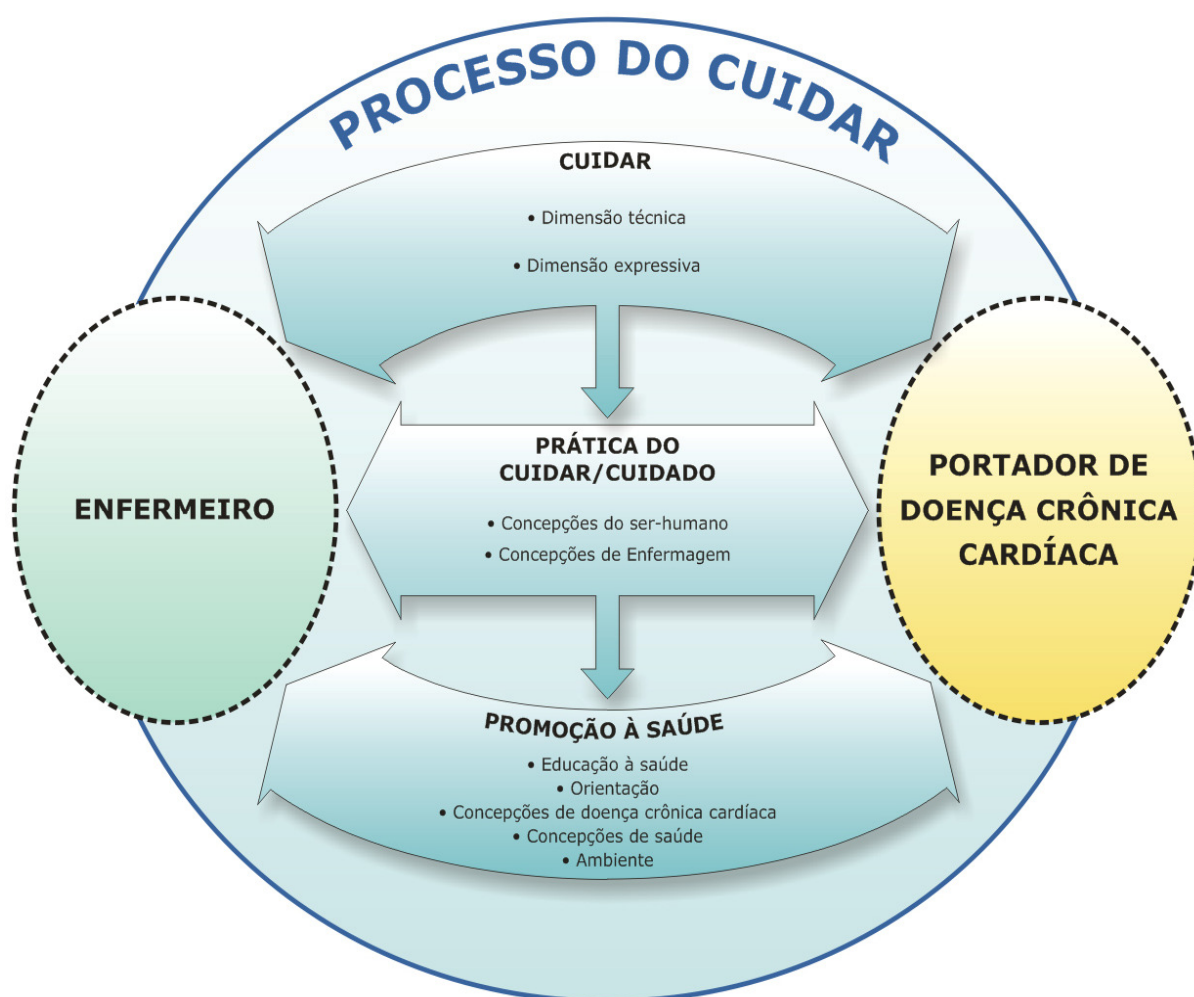 PROCESSO DO CUIDAR
CUIDAR
• Dimensão técnica
• Dimensão expressiva
ENFERMEIRO
PRÁTICA DO
CUIDAR/CUIDADO
• Concepções do ser-humano
• Concepções de Enfermagem
PORTADOR DE
DOENÇA CRÔNICA
CARDÍACA
PROMOÇÃO À SAÚDE
• Educação à saúde
• Orientação
• Concepções de doença crônica cardíaca
• Concepções de saúde
• Ambiente